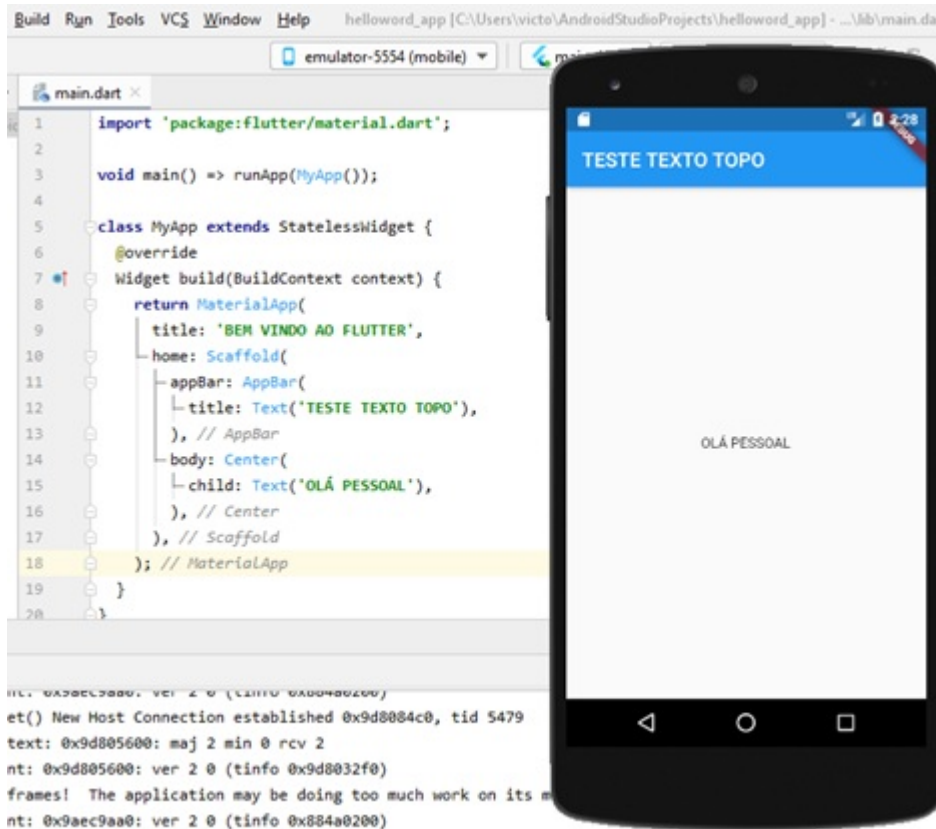 Build Run Tools VCS Window Help helloword_app [C:\Users\victo\AndroidStudioProjects\helloword_app] - ...\lib\main.da
emulator-5554 (mobile)
main.dart
1 import 'package:flutter/material.dart';
2
3 void main() => runApp(MyApp());
4
5 class MyApp extends StatelessWidget {
6 @override
7 Widget build(BuildContext context) {
8 return MaterialApp(
9 title: 'BEM VINDO AO FLUTTER',
10 home: Scaffold(
11 appBar: AppBar(
12 title: Text('TESTE TEXTO TOPO'),
13 ), // AppBar
14 body: Center(
15 child: Text('OLÁ PESSOAL'),
16 ), // Center
17 ), // Scaffold
18 ); // MaterialApp
19 }
20 }
nt: 0x9aec9aa0: ver 2 0 (tinfo 0x884a0200)
et() New Host Connection established 0x9d8084c0, tid 5479
text: 0x9d805600: maj 2 min 0 rcv 2
nt: 0x9d805600: ver 2 0 (tinfo 0x9d8032f0)
frames! The application may be doing too much work on its m
nt: 0x9aec9aa0: ver 2 0 (tinfo 0x884a0200)
TESTE TEXTO TOPO
OLÁ PESSOAL